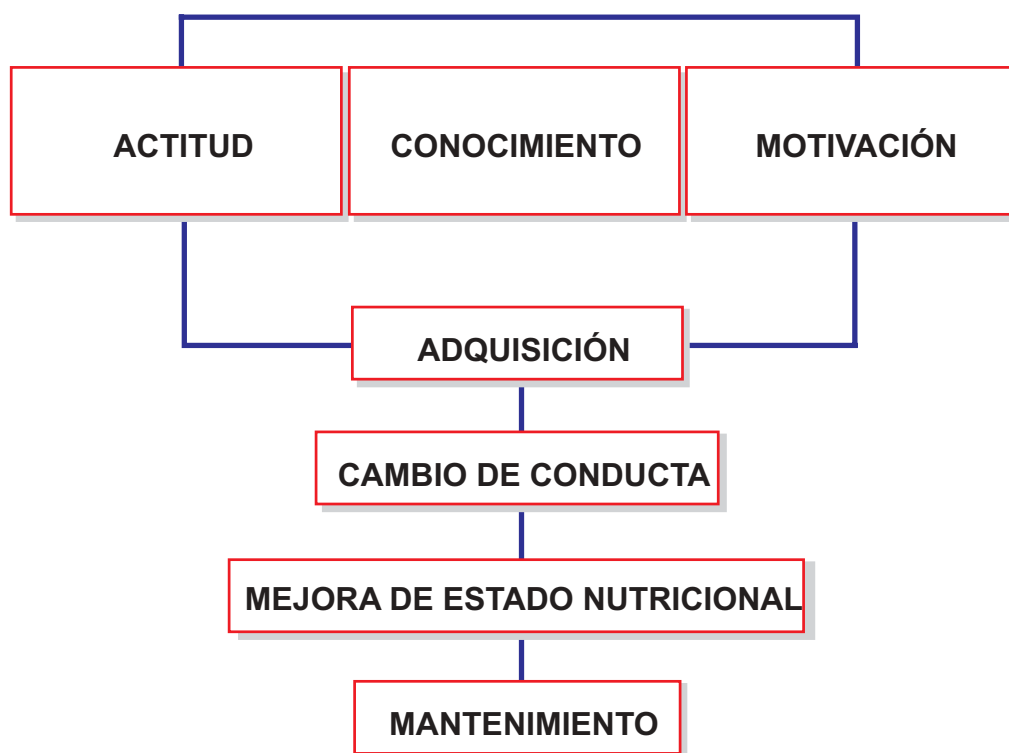 ACTITUD
CONOCIMIENTO
MOTIVACIÓN
ADQUISICIÓN
CAMBIO DE CONDUCTA
MEJORA DE ESTADO NUTRICIONAL
MANTENIMIENTO